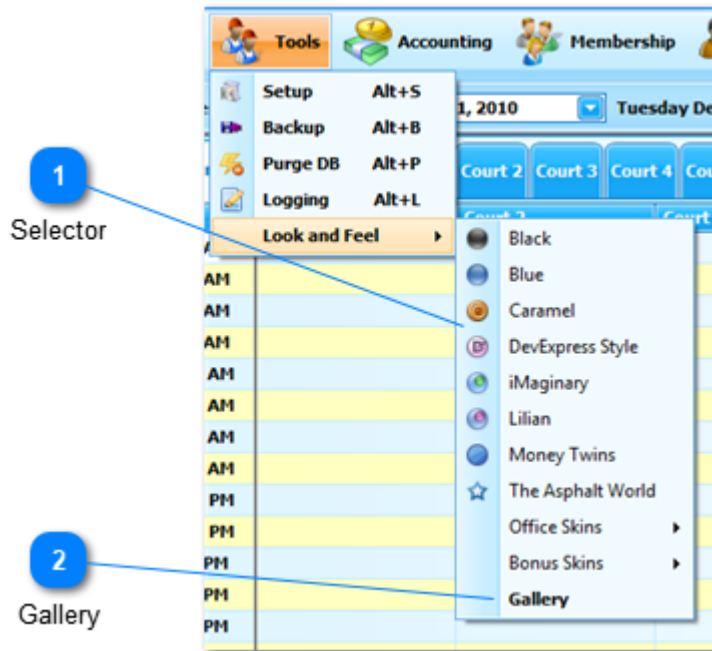 Tools Accounting Membership
Setup Alt+S
1, 2010 Tuesday De
Backup Alt+B
Purge DB Alt+P
Court 2 Court 3 Court 4 Cou
1
Logging Alt+L
Selector
Court 2 Court
Look and Feel
Black
Blue
AM
Caramel
AM
DevExpress Style
AM
iMaginary
AM
Lilian
AM
AM
Money Twins
AM
The Asphalt World
PM
Office Skins
PM
2
Bonus Skins
PM
Gallery
PM
Gallery
PM